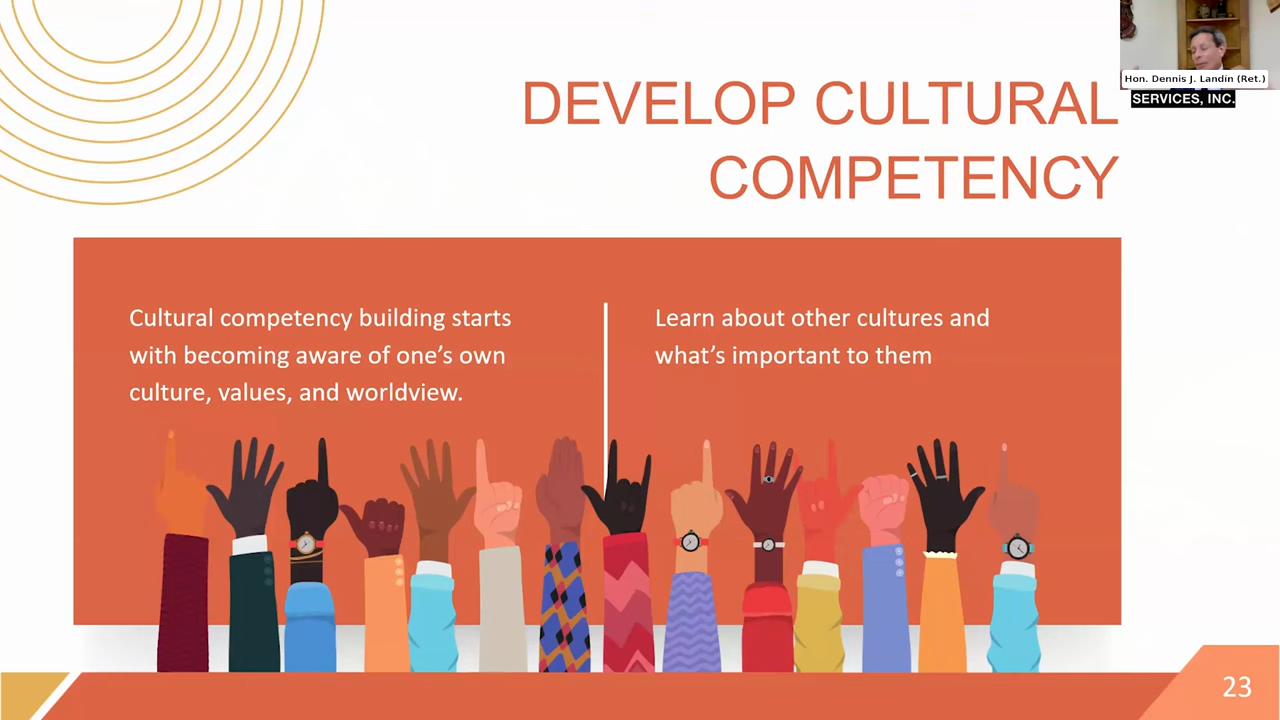 Hon. Dennis J. Landín (Ret.)
SERVICES, INC.
DEVELOP CULTURAL
COMPETENCY
Cultural competency building starts
with becoming aware of one’s own
culture, values, and worldview.
Learn about other cultures and
what’s important to them
23